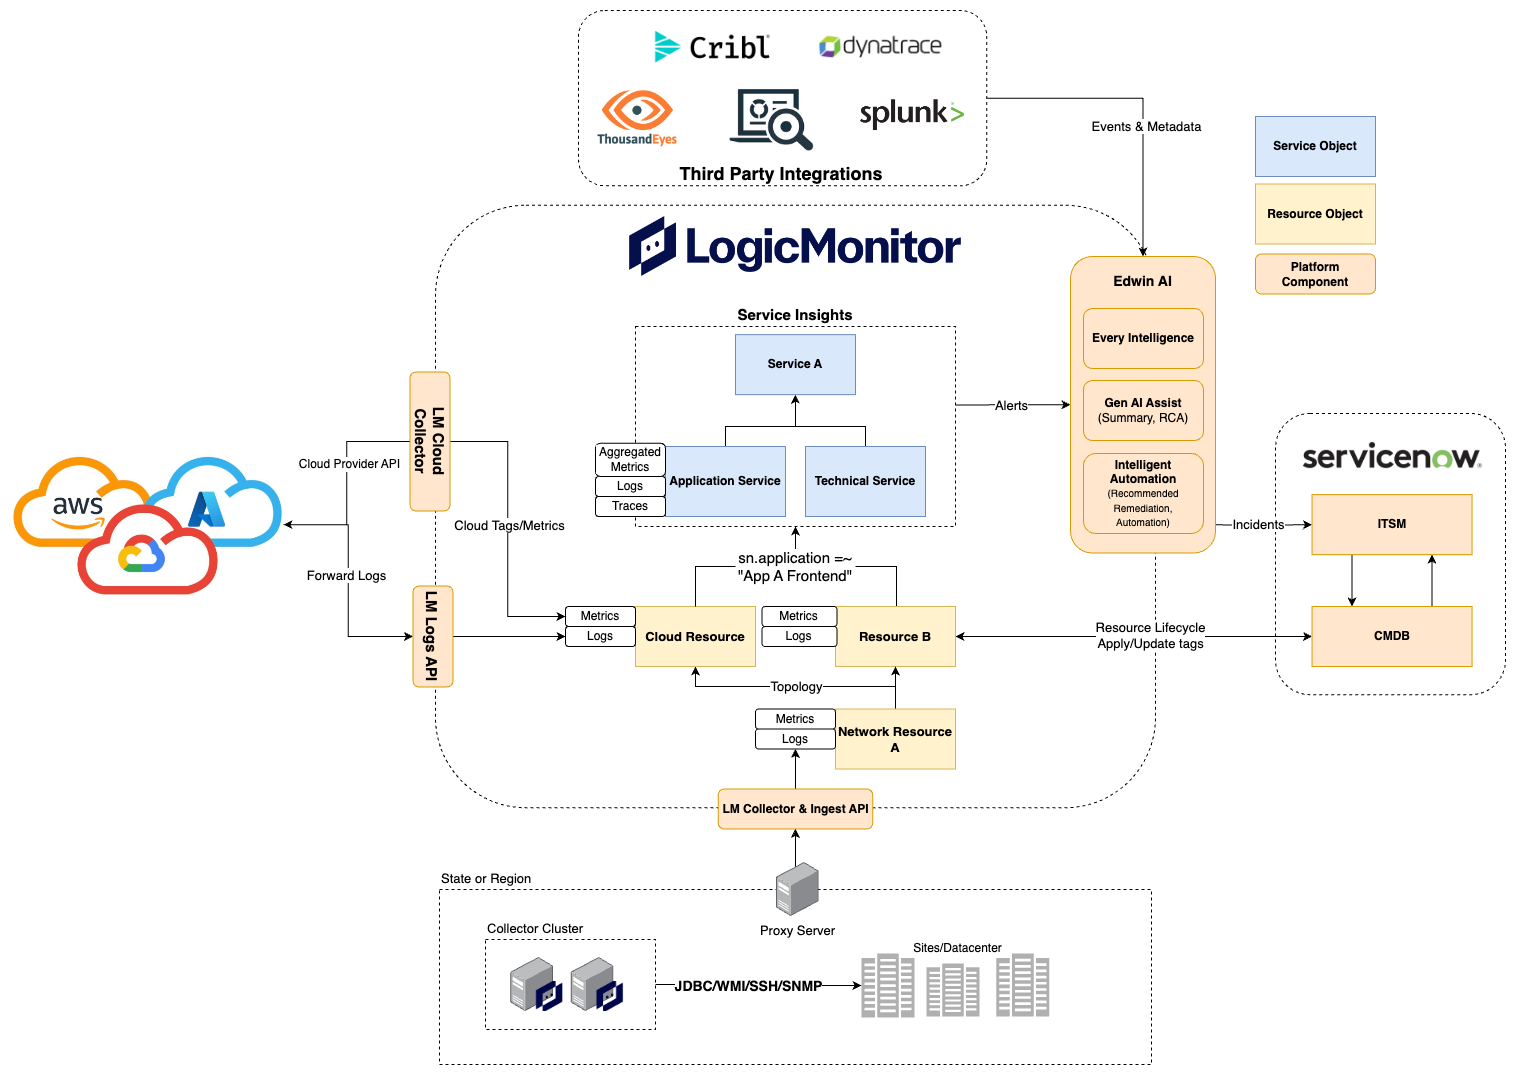 Cribl
dynatrace
ThousandEyes
splunk>
Third Party Integrations
Events & Metadata
Service Object
Resource Object
Platform
Component
LogicMonitor
Edwin AI
Every Intelligence
Gen AI Assist
(Summary, RCA)
Intelligent
Automation
(Recommended
Remediation,
Automation)
Service Insights
Service A
Alerts
Aggregated
Metrics
Logs
Traces
Application Service
Technical Service
LM Cloud
Collector
Cloud Provider API
aws
Cloud Tags/Metrics
Forward Logs
LM Logs API
servicenow
ITSM
Incidents
CMDB
sn.application =~
"App A Frontend"
Metrics
Logs
Cloud Resource
Metrics
Logs
Resource B
Resource Lifecycle
Apply/Update tags
Topology
Metrics
Logs
Network Resource
A
LM Collector & Ingest API
State or Region
Proxy Server
Collector Cluster
JDBC/WMI/SSH/SNMP
Sites/Datacenter